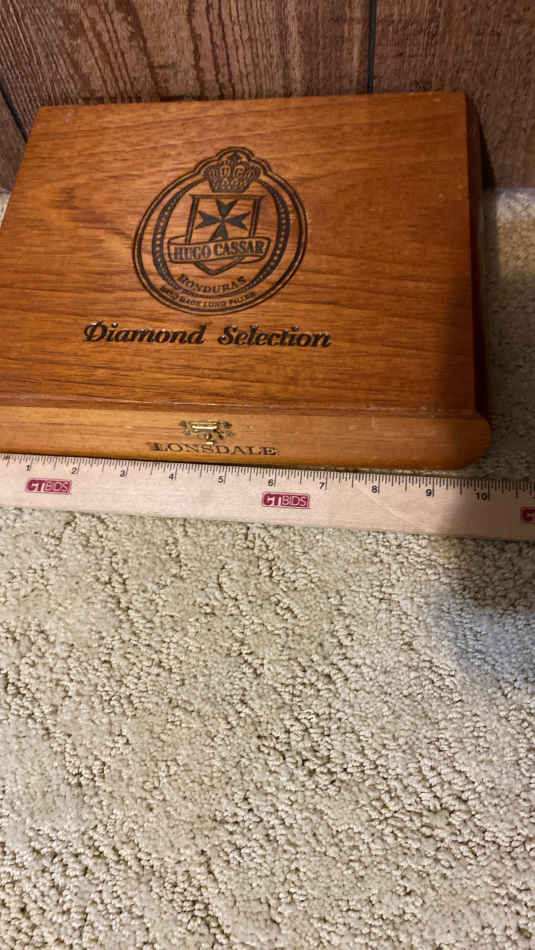 HUGO CASSAR
HONDURAS
Diamond Selection
LONSDALE
1 2 3 4 5 6 7 8 9 10
CTBIDS CTBIDS